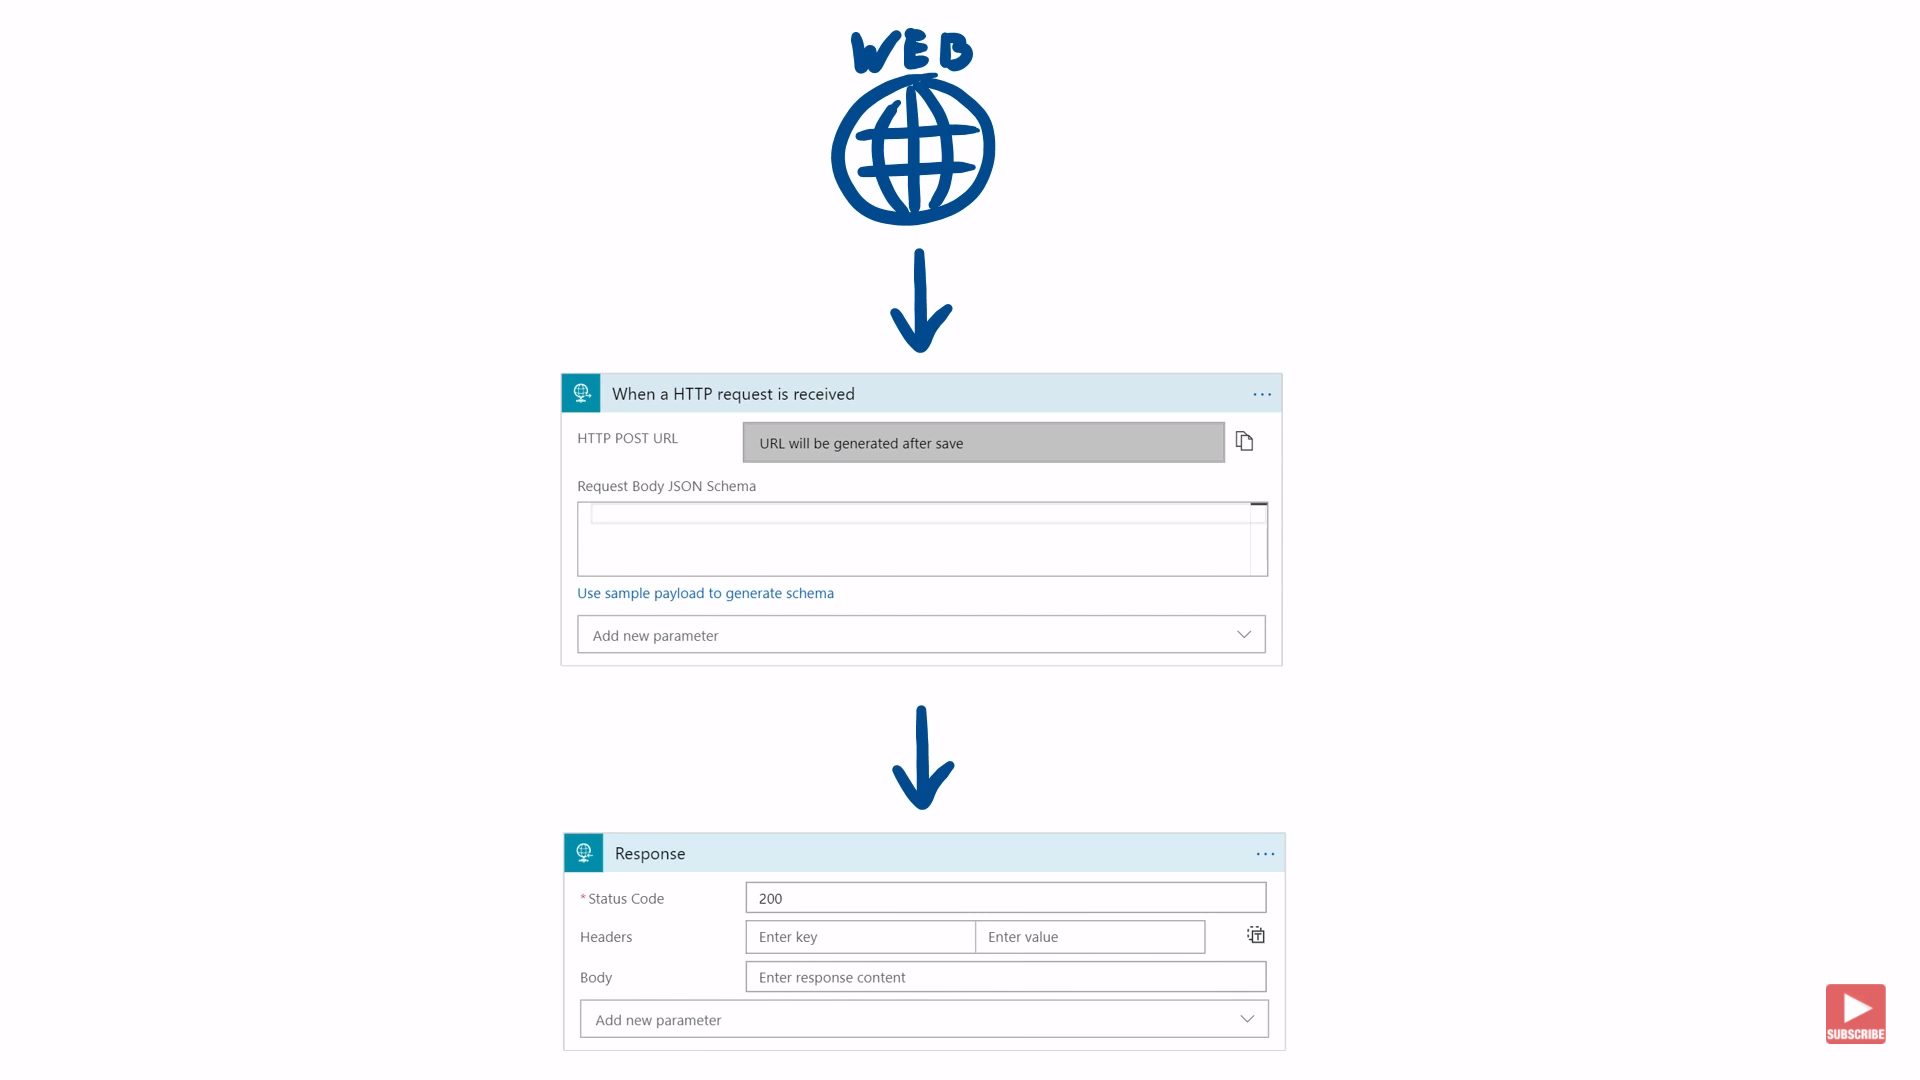 WEB
When a HTTP request is received
HTTP POST URL
URL will be generated after save
Request Body JSON Schema
Use sample payload to generate schema
Add new parameter
Response
* Status Code
200
Headers
Enter key
Enter value
Body
Enter response content
Add new parameter
SUBSCRIBE